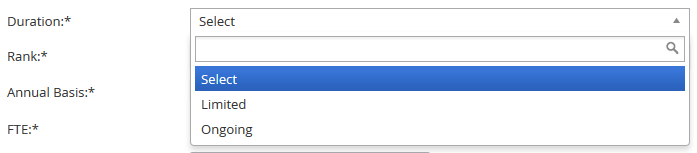 Duration:* Select
Rank:*
Select
Annual Basis:*
Limited
FTE:* Ongoing